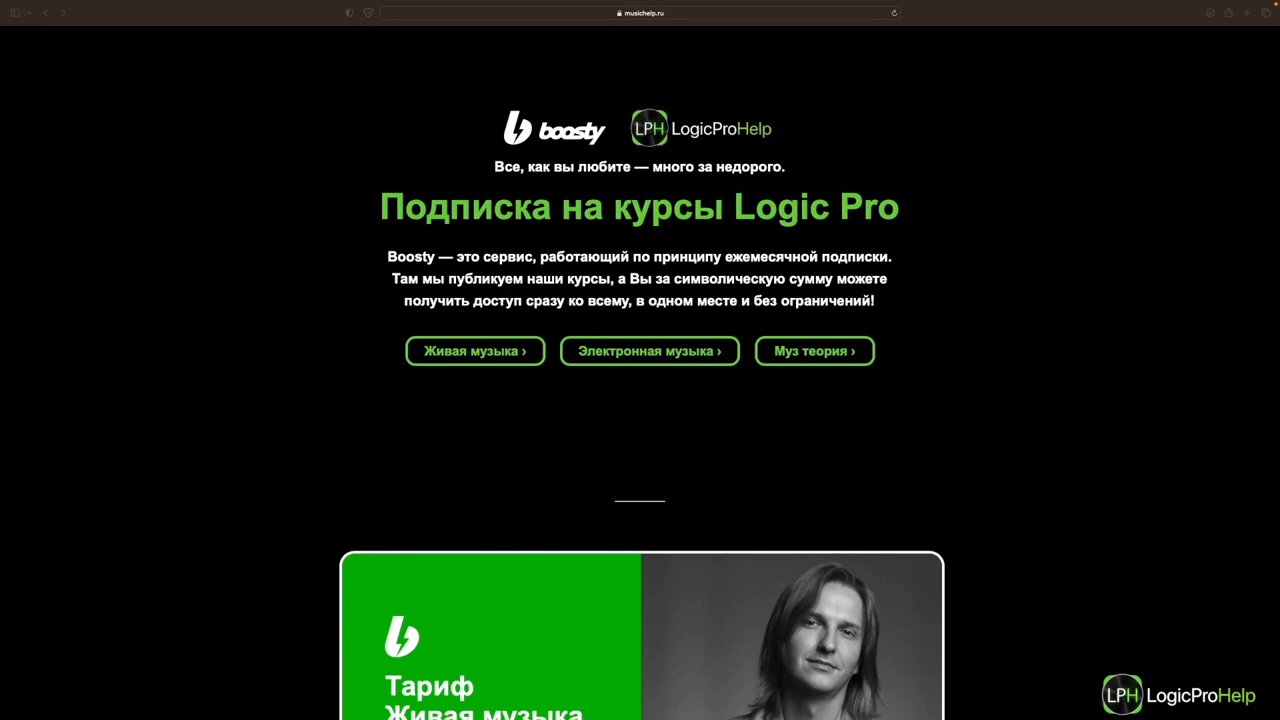 musichelp.ru
boosty
LPH LogicProHelp
Все, как вы любите — много за недорого.
Подписка на курсы Logic Pro
Boosty — это сервис, работающий по принципу ежемесячной подписки.
Там мы публикуем наши курсы, а Вы за символическую сумму можете
получить доступ сразу ко всему, в одном месте и без ограничений!
Живая музыка ›
Электронная музыка ›
Муз теория ›
Тариф
Живая музыка
LPH LogicProHelp